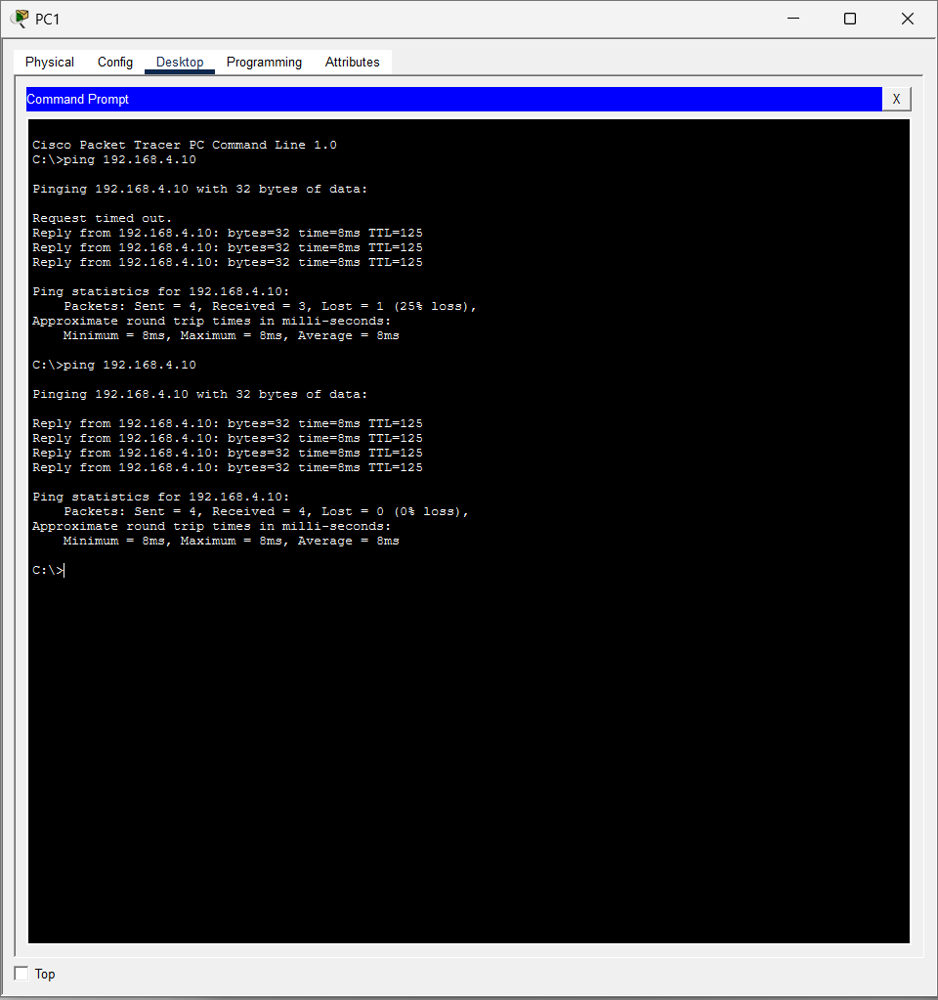 PC1
Physical Config Desktop Programming Attributes
Command Prompt X
Cisco Packet Tracer PC Command Line 1.0
C:\>ping 192.168.4.10
Pinging 192.168.4.10 with 32 bytes of data:
Request timed out.
Reply from 192.168.4.10: bytes=32 time=8ms TTL=125
Reply from 192.168.4.10: bytes=32 time=8ms TTL=125
Reply from 192.168.4.10: bytes=32 time=8ms TTL=125
Ping statistics for 192.168.4.10:
    Packets: Sent = 4, Received = 3, Lost = 1 (25% loss),
Approximate round trip times in milli-seconds:
    Minimum = 8ms, Maximum = 8ms, Average = 8ms
C:\>ping 192.168.4.10
Pinging 192.168.4.10 with 32 bytes of data:
Reply from 192.168.4.10: bytes=32 time=8ms TTL=125
Reply from 192.168.4.10: bytes=32 time=8ms TTL=125
Reply from 192.168.4.10: bytes=32 time=8ms TTL=125
Reply from 192.168.4.10: bytes=32 time=8ms TTL=125
Ping statistics for 192.168.4.10:
    Packets: Sent = 4, Received = 4, Lost = 0 (0% loss),
Approximate round trip times in milli-seconds:
    Minimum = 8ms, Maximum = 8ms, Average = 8ms
C:\>
Top